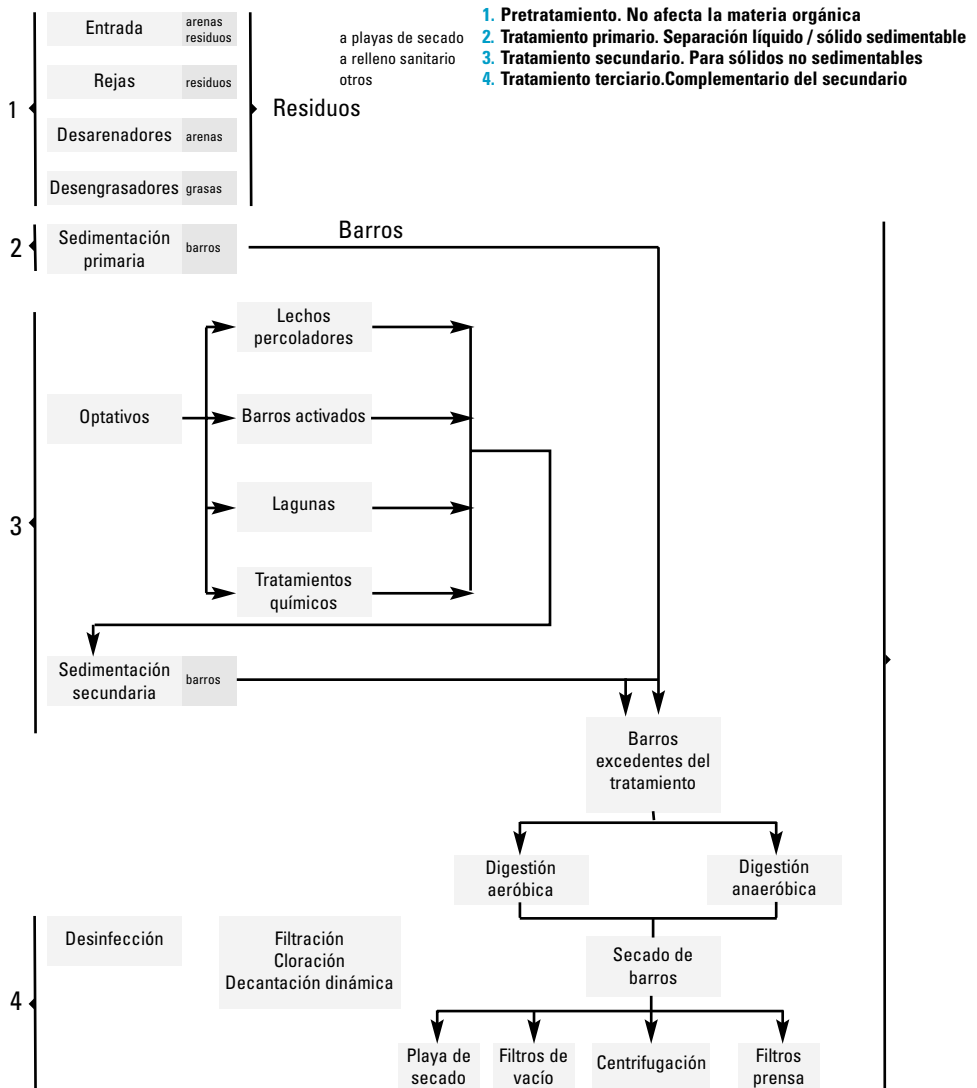 1. Pretratamiento. No afecta la materia orgánica
2. Tratamiento primario. Separación líquido / sólido sedimentable
3. Tratamiento secundario. Para sólidos no sedimentables
4. Tratamiento terciario.Complementario del secundario
a playas de secado
a relleno sanitario
otros
1
Entrada
arenas
residuos
Rejas
residuos
Residuos
Desarenadores
arenas
Desengrasadores
grasas
2
Sedimentación
primaria
barros
Barros
3
Optativos
Lechos
percoladores
Barros activados
Lagunas
Tratamientos
químicos
Sedimentación
secundaria
barros
Barros
excedentes del
tratamiento
Digestión
aeróbica
Digestión
anaeróbica
4
Desinfección
Filtración
Cloración
Decantación dinámica
Secado de
barros
Playa de
secado
Filtros de
vacío
Centrifugación
Filtros
prensa